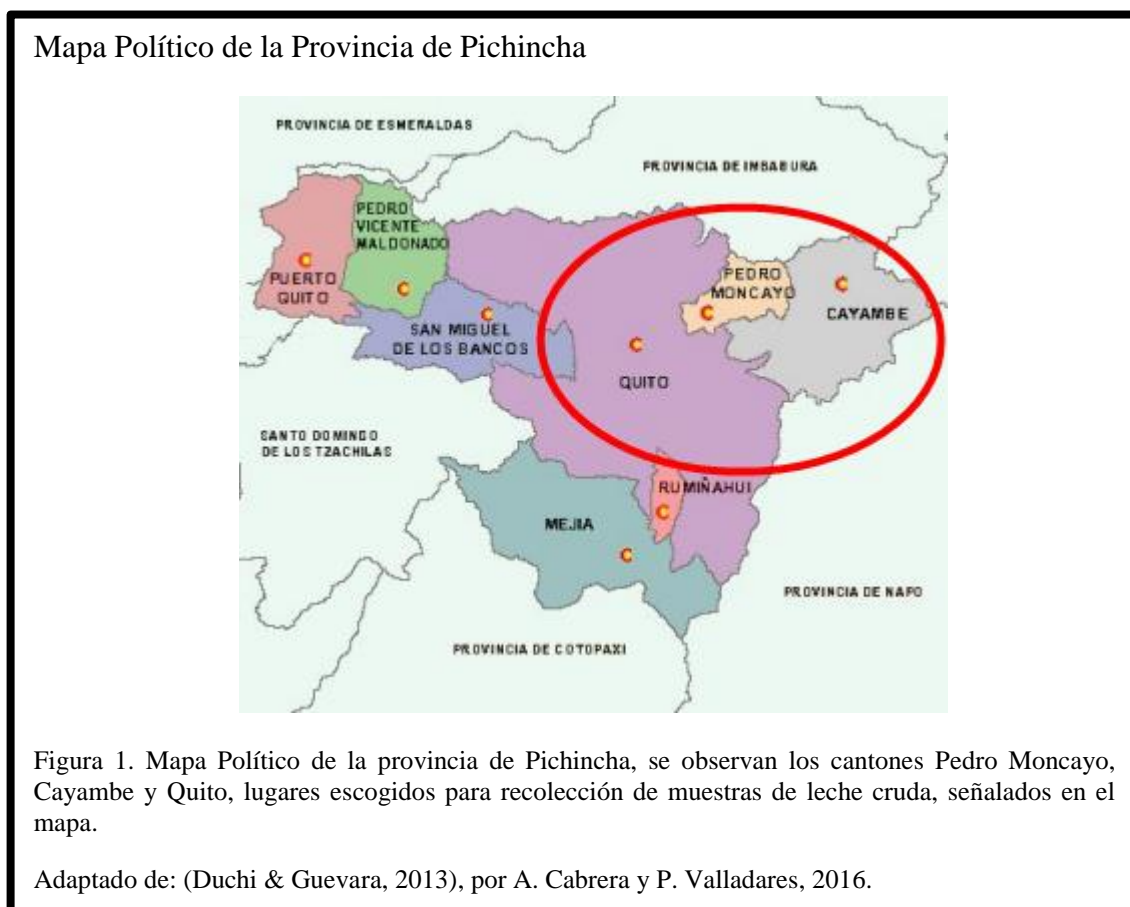 Mapa Político de la Provincia de Pichincha
PROVINCIA DE ESMERALDAS
PROVINCIA DE IMBABURA
PEDRO
VICENTE
MALDONADO
PUERTO
QUITO
PEDRO
MONCAYO
CAYAMBE
SAN MIGUEL
DE LOS BANCOS
QUITO
SANTO DOMINGO
DE LOS TZACHILAS
RUMIÑAHUI
MEJIA
PROVINCIA DE NAPO
PROVINCIA DE COTOPAXI
Figura 1. Mapa Político de la provincia de Pichincha, se observan los cantones Pedro Moncayo,
Cayambe y Quito, lugares escogidos para recolección de muestras de leche cruda, señalados en el
mapa.
Adaptado de: (Duchi & Guevara, 2013), por A. Cabrera y P. Valladares, 2016.